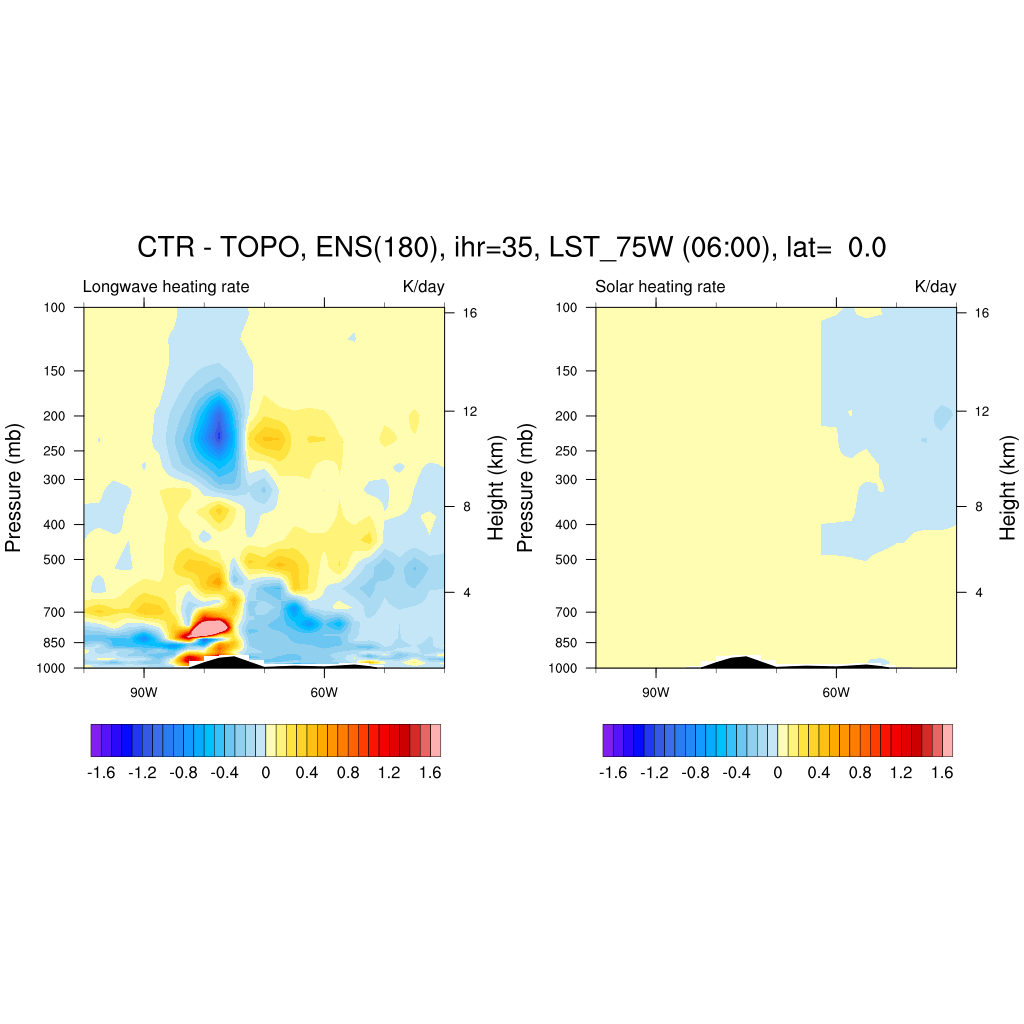 CTR - TOPO, ENS(180), ihr=35, LST_75W (06:00), lat=  0.0
Longwave heating rate K/day
Solar heating rate K/day
100
150
200
250
300
400
500
700
850
1000
Pressure (mb)
16
12
8
4
Height (km)
90W 60W
100
150
200
250
300
400
500
700
850
1000
Pressure (mb)
16
12
8
4
Height (km)
90W 60W
-1.6 -1.2 -0.8 -0.4 0 0.4 0.8 1.2 1.6
-1.6 -1.2 -0.8 -0.4 0 0.4 0.8 1.2 1.6